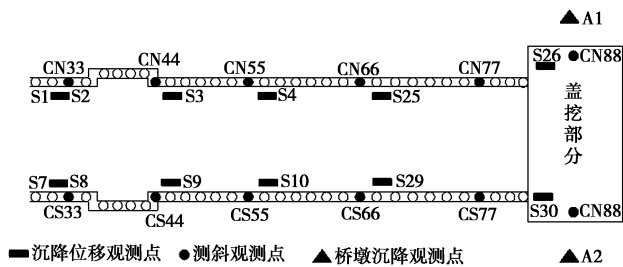 A1
CN33 CN44 CN55 CN66 CN77 S26 CN88
S1 S2 S3 S4 S25
盖挖部分
S7 S8 S9 S10 S29
CS33 CS44 CS55 CS66 CS77 S30 CN88
沉降位移观测点 测斜观测点 桥墩沉降观测点 A2